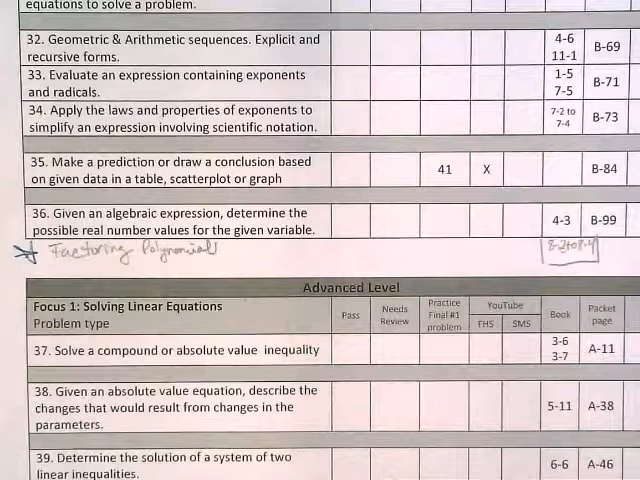 equations to solve a problem.
32. Geometric & Arithmetic sequences. Explicit and
recursive forms.
4-6
11-1
B-69
33. Evaluate an expression containing exponents
and radicals.
1-5
7-5
B-71
34. Apply the laws and properties of exponents to
simplify an expression involving scientific notation.
7-2 to
7-4
B-73
35. Make a prediction or draw a conclusion based
on given data in a table, scatterplot or graph
41
X
B-84
36. Given an algebraic expression, determine the
possible real number values for the given variable.
4-3
B-99
Factoring Polynomial
8-2to8-4
Advanced Level
Focus 1: Solving Linear Equations
Problem type
Pass
Needs
Review
Practice
Final #1
problem
YouTube
FHS
SMS
Book
Packet
page
37. Solve a compound or absolute value inequality
3-6
3-7
A-11
38. Given an absolute value equation, describe the
changes that would result from changes in the
parameters.
5-11
A-38
39. Determine the solution of a system of two
linear inequalities.
6-6
A-46